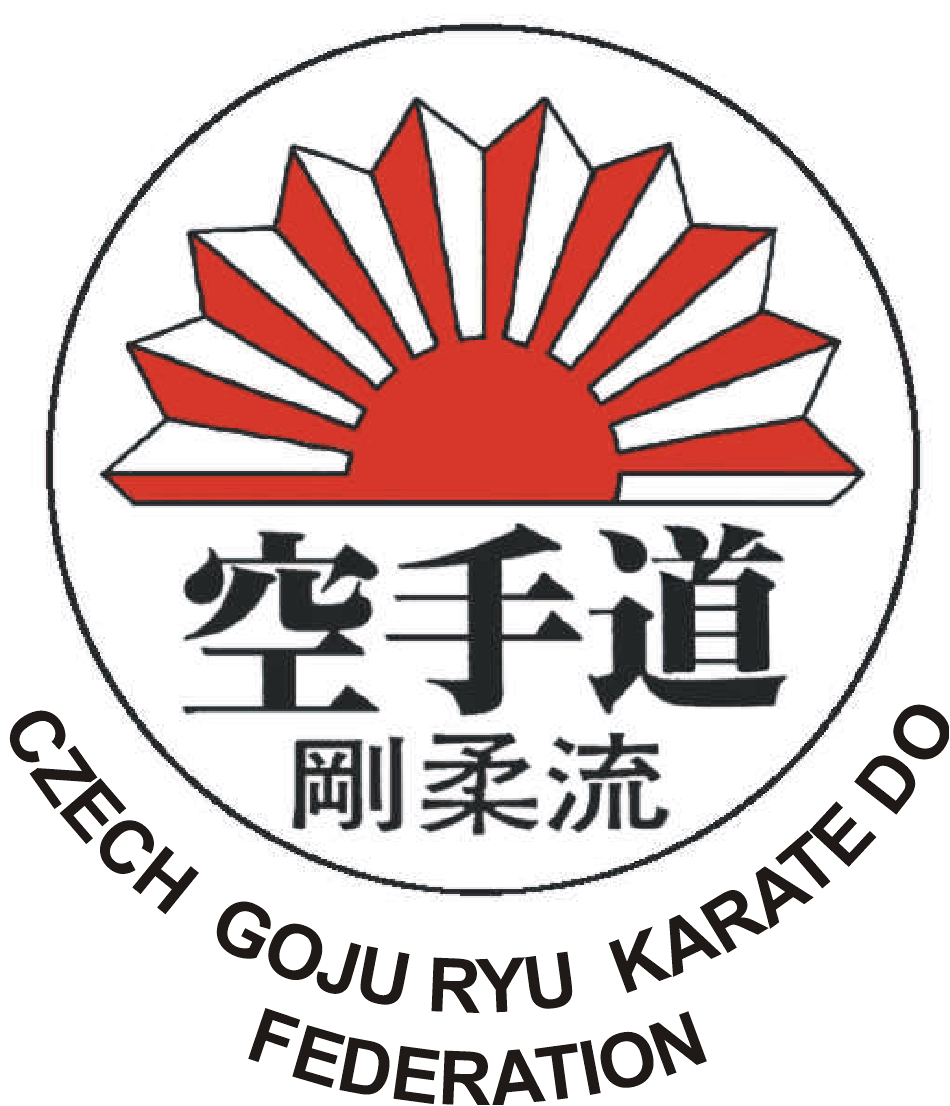 空手道
剛柔流
CZECH GOJU RYU KARATE DO
FEDERATION